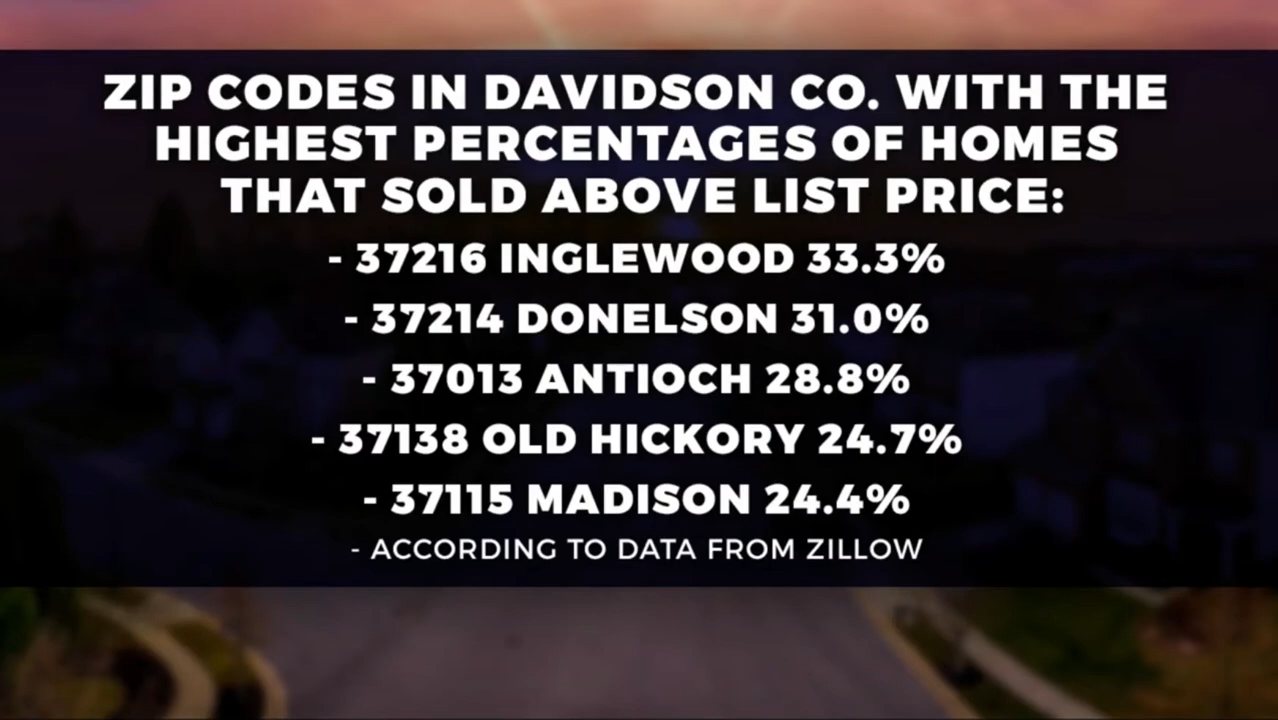 ZIP CODES IN DAVIDSON CO. WITH THE
HIGHEST PERCENTAGES OF HOMES
THAT SOLD ABOVE LIST PRICE:
- 37216 INGLEWOOD 33.3%
- 37214 DONELSON 31.0%
- 37013 ANTIOCH 28.8%
- 37138 OLD HICKORY 24.7%
- 37115 MADISON 24.4%
- ACCORDING TO DATA FROM ZILLOW